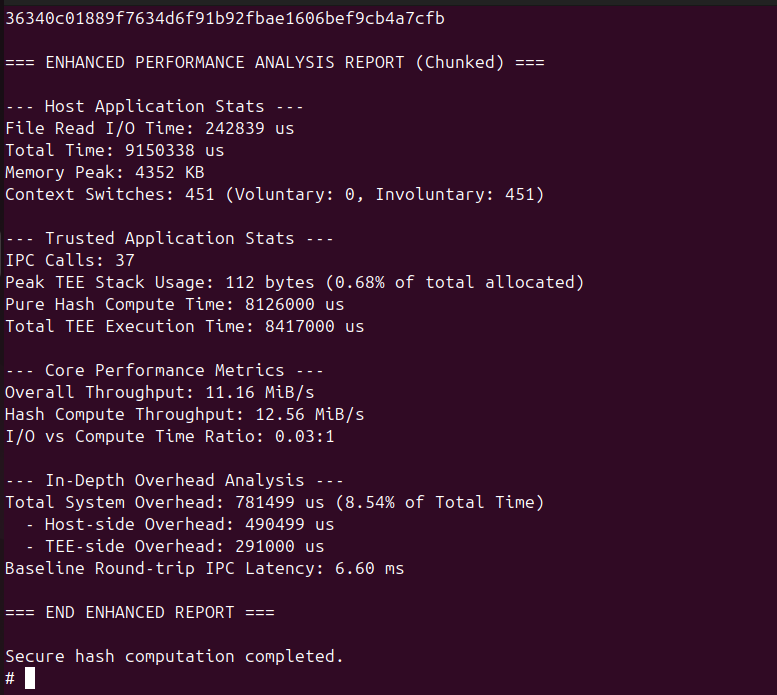 36340c01889f7634d6f91b92fbae1606bef9cb4a7cfb
=== ENHANCED PERFORMANCE ANALYSIS REPORT (Chunked) ===
--- Host Application Stats ---
File Read I/O Time: 242839 us
Total Time: 9150338 us
Memory Peak: 4352 KB
Context Switches: 451 (Voluntary: 0, Involuntary: 451)
--- Trusted Application Stats ---
IPC Calls: 37
Peak TEE Stack Usage: 112 bytes (0.68% of total allocated)
Pure Hash Compute Time: 8126000 us
Total TEE Execution Time: 8417000 us
--- Core Performance Metrics ---
Overall Throughput: 11.16 MiB/s
Hash Compute Throughput: 12.56 MiB/s
I/O vs Compute Time Ratio: 0.03:1
--- In-Depth Overhead Analysis ---
Total System Overhead: 781499 us (8.54% of Total Time)
  - Host-side Overhead: 490499 us
  - TEE-side Overhead: 291000 us
Baseline Round-trip IPC Latency: 6.60 ms
=== END ENHANCED REPORT ===
Secure hash computation completed.
#